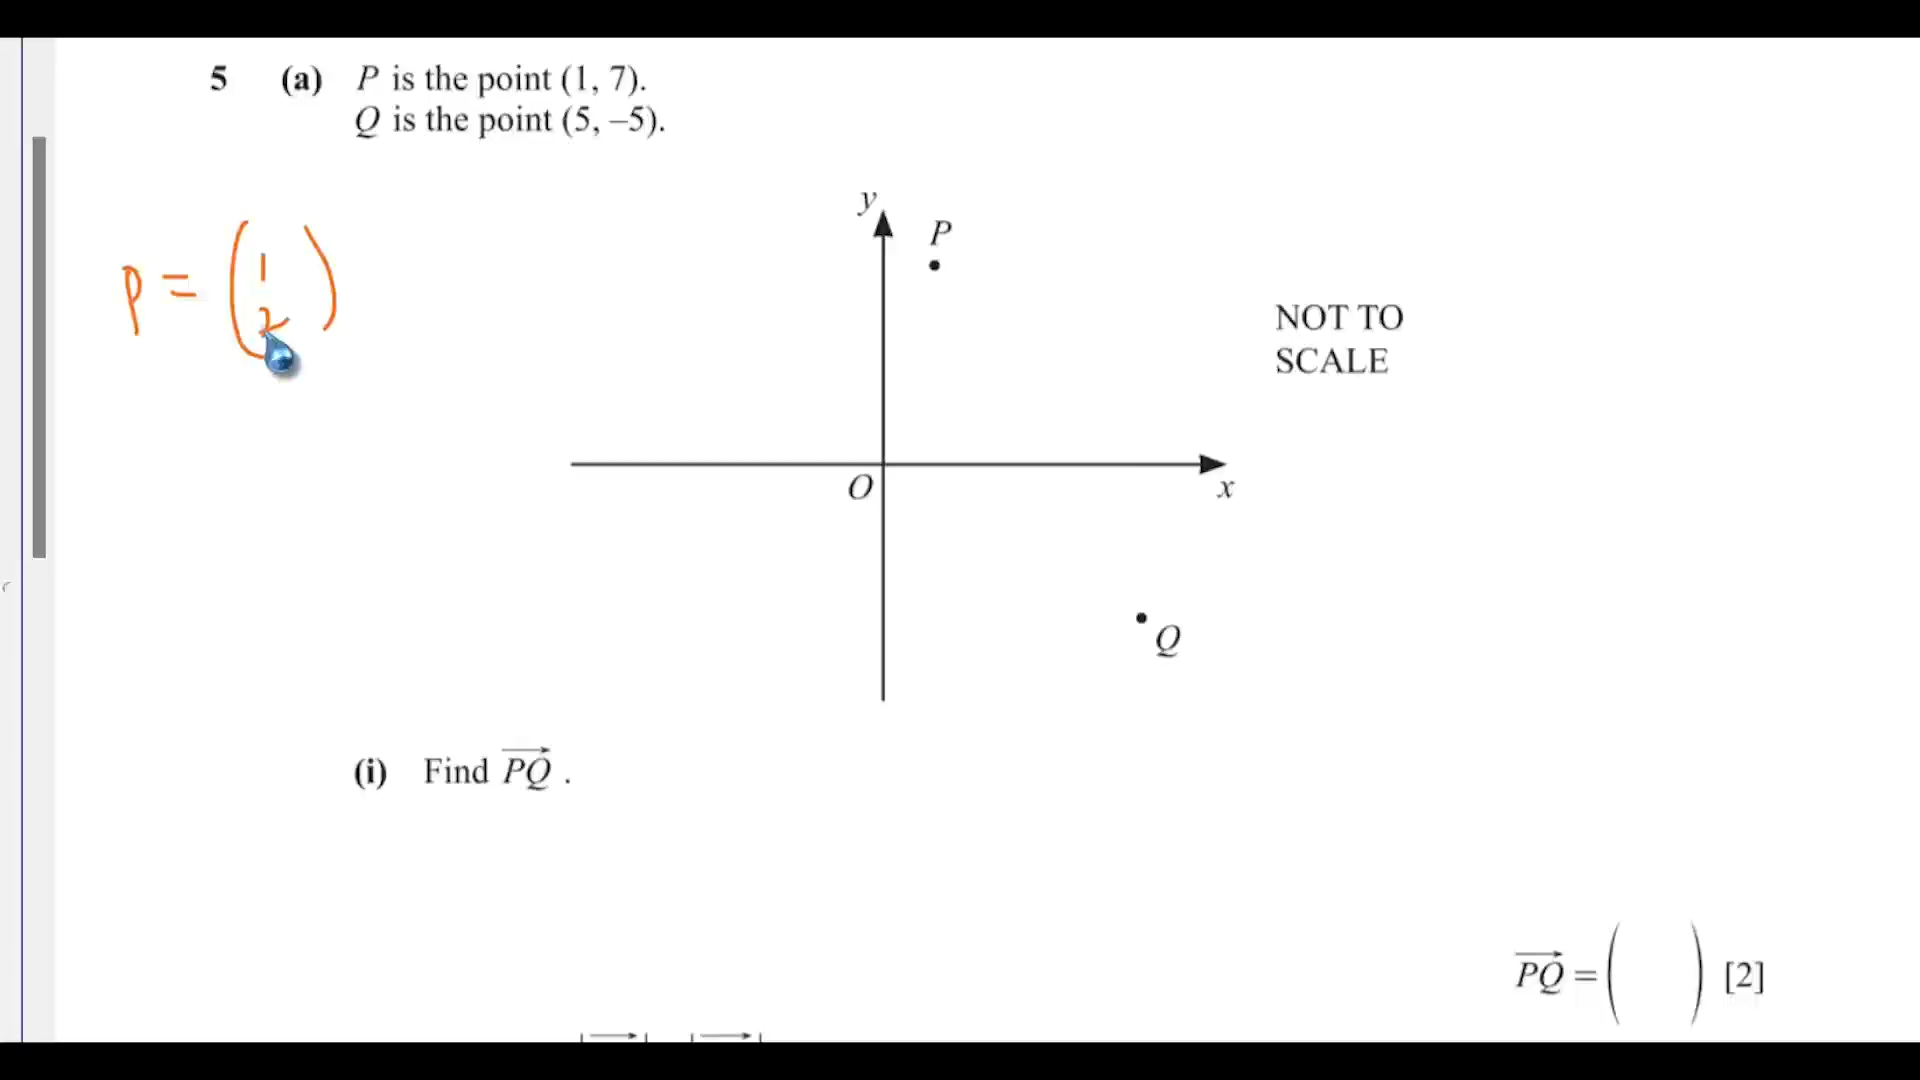 5 (a) P is the point (1, 7).
Q is the point (5, –5).
y
P
p = ( 1
NOT TO
SCALE
O
x
Q
(i) Find PQ .
PQ = ( ) [2]